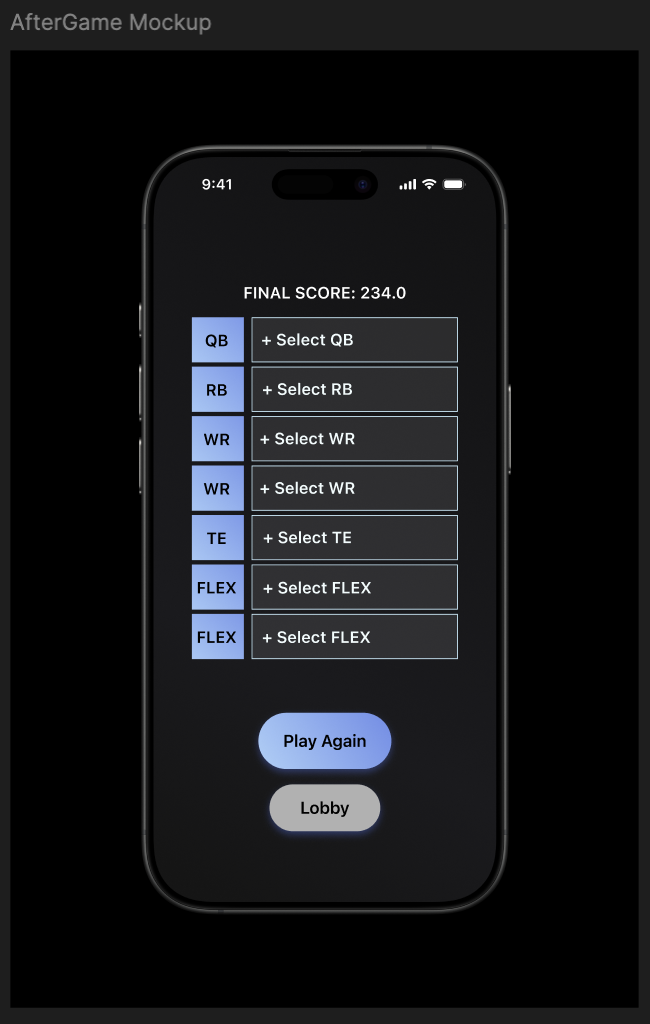 AfterGame Mockup
9:41
FINAL SCORE: 234.0
QB + Select QB
RB + Select RB
WR + Select WR
WR + Select WR
TE + Select TE
FLEX + Select FLEX
FLEX + Select FLEX
Play Again
Lobby